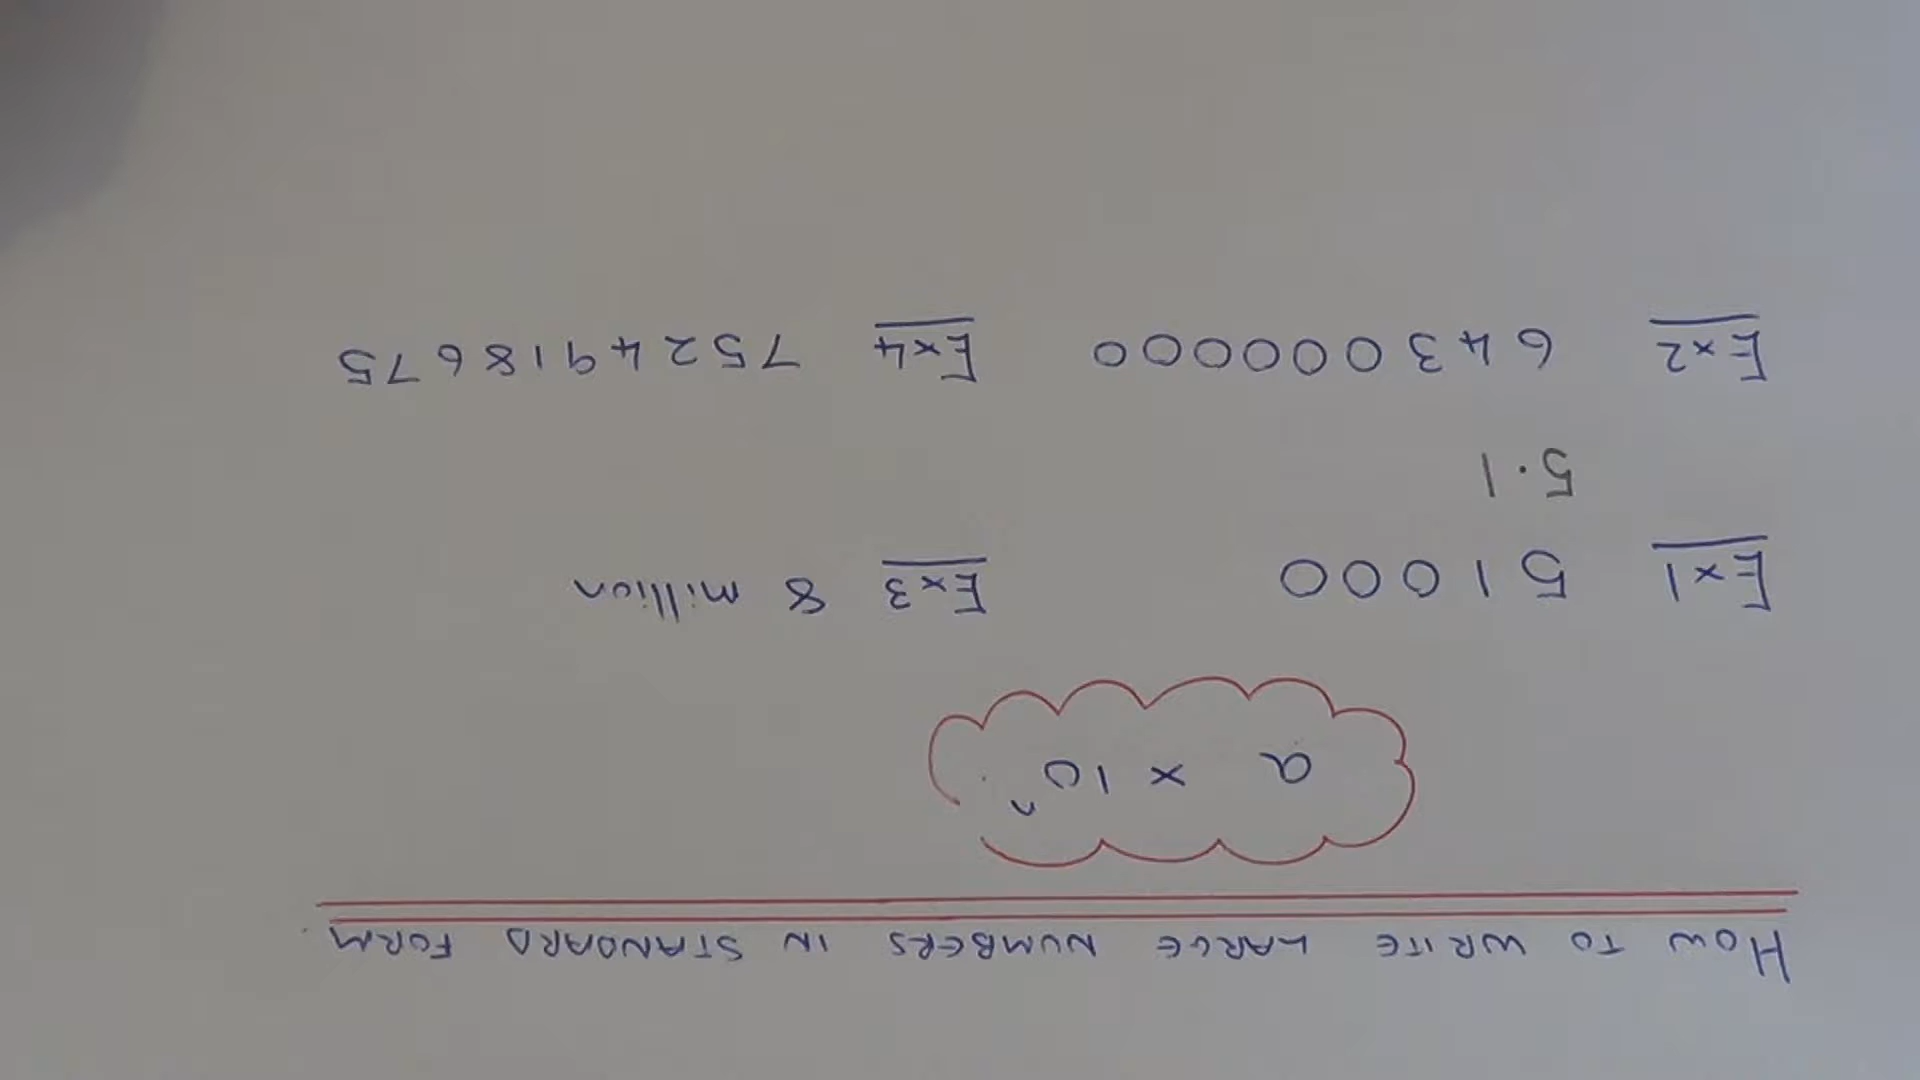 HOW TO WRITE LARGE NUMBERS IN STANDARD FORM
a × 10ⁿ
Ex1 51000 Ex3 8 million
5.1
Ex2 643000000 Ex4 7524918675